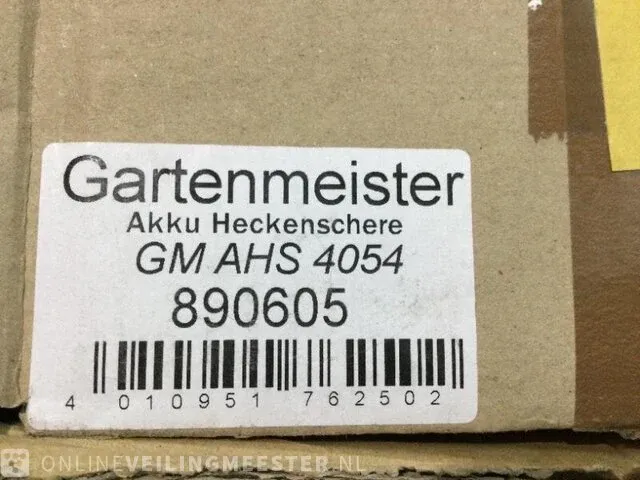 Gartenmeister
Akku Heckenschere
GM AHS 4054
890605
4 010951 762502
ONLINEVEILINGMEESTER.NL